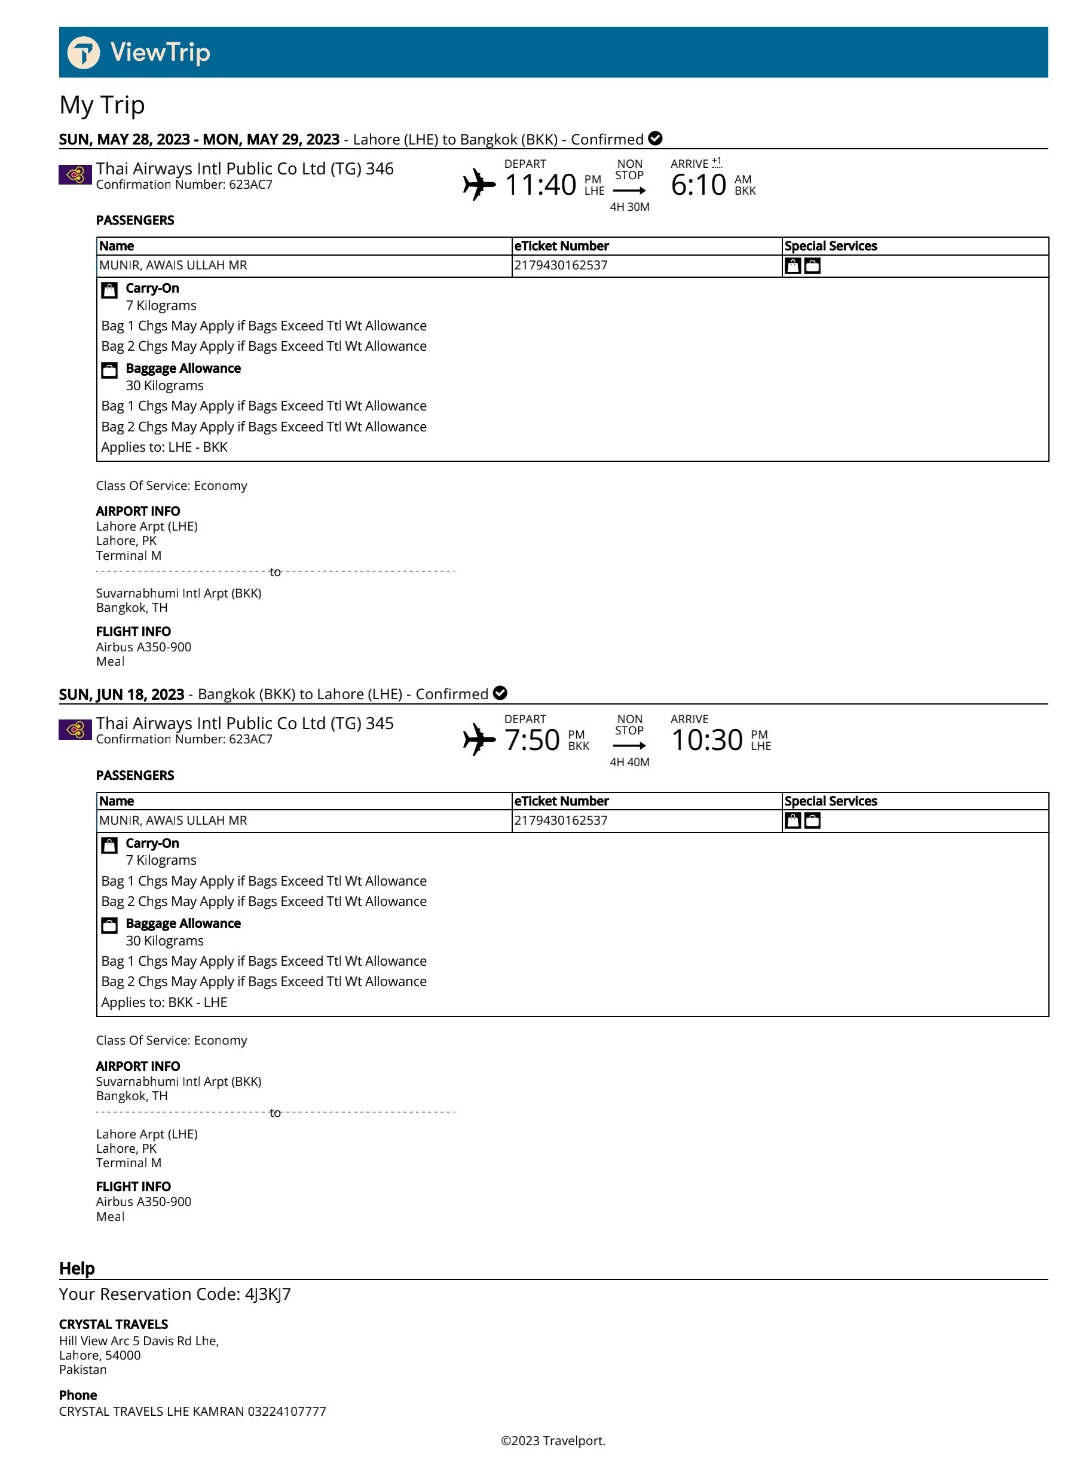 ViewTrip
My Trip
SUN, MAY 28, 2023 - MON, MAY 29, 2023 - Lahore (LHE) to Bangkok (BKK) - Confirmed
Thai Airways Intl Public Co Ltd (TG) 346
Confirmation Number: 623AC7
DEPART
11:40 PM LHE
NON STOP
4H 30M
ARRIVE +1
6:10 AM BKK
PASSENGERS
Name eTicket Number Special Services
MUNIR, AWAIS ULLAH MR 2179430162537
Carry-On
7 Kilograms
Bag 1 Chgs May Apply if Bags Exceed Ttl Wt Allowance
Bag 2 Chgs May Apply if Bags Exceed Ttl Wt Allowance
Baggage Allowance
30 Kilograms
Bag 1 Chgs May Apply if Bags Exceed Ttl Wt Allowance
Bag 2 Chgs May Apply if Bags Exceed Ttl Wt Allowance
Applies to: LHE - BKK
Class Of Service: Economy
AIRPORT INFO
Lahore Arpt (LHE)
Lahore, PK
Terminal M
to
Suvarnabhumi Intl Arpt (BKK)
Bangkok, TH
FLIGHT INFO
Airbus A350-900
Meal
SUN, JUN 18, 2023 - Bangkok (BKK) to Lahore (LHE) - Confirmed
Thai Airways Intl Public Co Ltd (TG) 345
Confirmation Number: 623AC7
DEPART
7:50 PM BKK
NON STOP
4H 40M
ARRIVE
10:30 PM LHE
PASSENGERS
Name eTicket Number Special Services
MUNIR, AWAIS ULLAH MR 2179430162537
Carry-On
7 Kilograms
Bag 1 Chgs May Apply if Bags Exceed Ttl Wt Allowance
Bag 2 Chgs May Apply if Bags Exceed Ttl Wt Allowance
Baggage Allowance
30 Kilograms
Bag 1 Chgs May Apply if Bags Exceed Ttl Wt Allowance
Bag 2 Chgs May Apply if Bags Exceed Ttl Wt Allowance
Applies to: BKK - LHE
Class Of Service: Economy
AIRPORT INFO
Suvarnabhumi Intl Arpt (BKK)
Bangkok, TH
to
Lahore Arpt (LHE)
Lahore, PK
Terminal M
FLIGHT INFO
Airbus A350-900
Meal
Help
Your Reservation Code: 4J3KJ7
CRYSTAL TRAVELS
Hill View Arc 5 Davis Rd Lhe,
Lahore, 54000
Pakistan
Phone
CRYSTAL TRAVELS LHE KAMRAN 03224107777
©2023 Travelport.